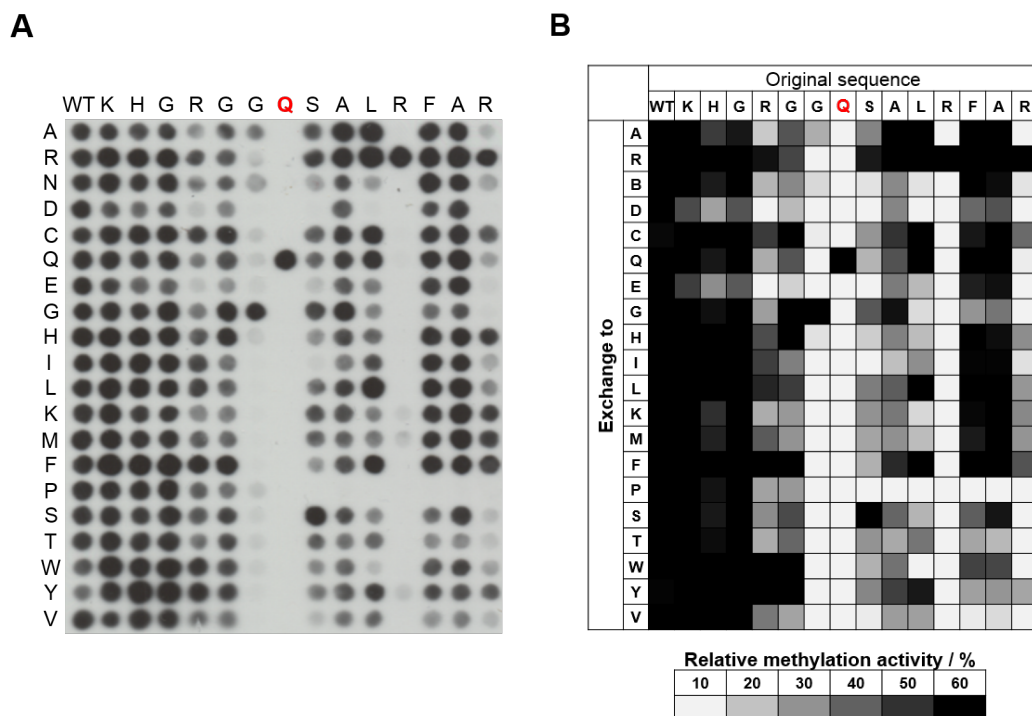 A
B
WT K H G R G G Q S A L R F A R
A
R
N
D
C
Q
E
G
H
I
L
K
M
F
P
S
T
W
Y
V
Original sequence
WT K H G R G G Q S A L R F A R
Exchange to
A
R
B
D
C
Q
E
G
H
I
L
K
M
F
P
S
T
W
Y
V
Relative methylation activity / %
10 20 30 40 50 60